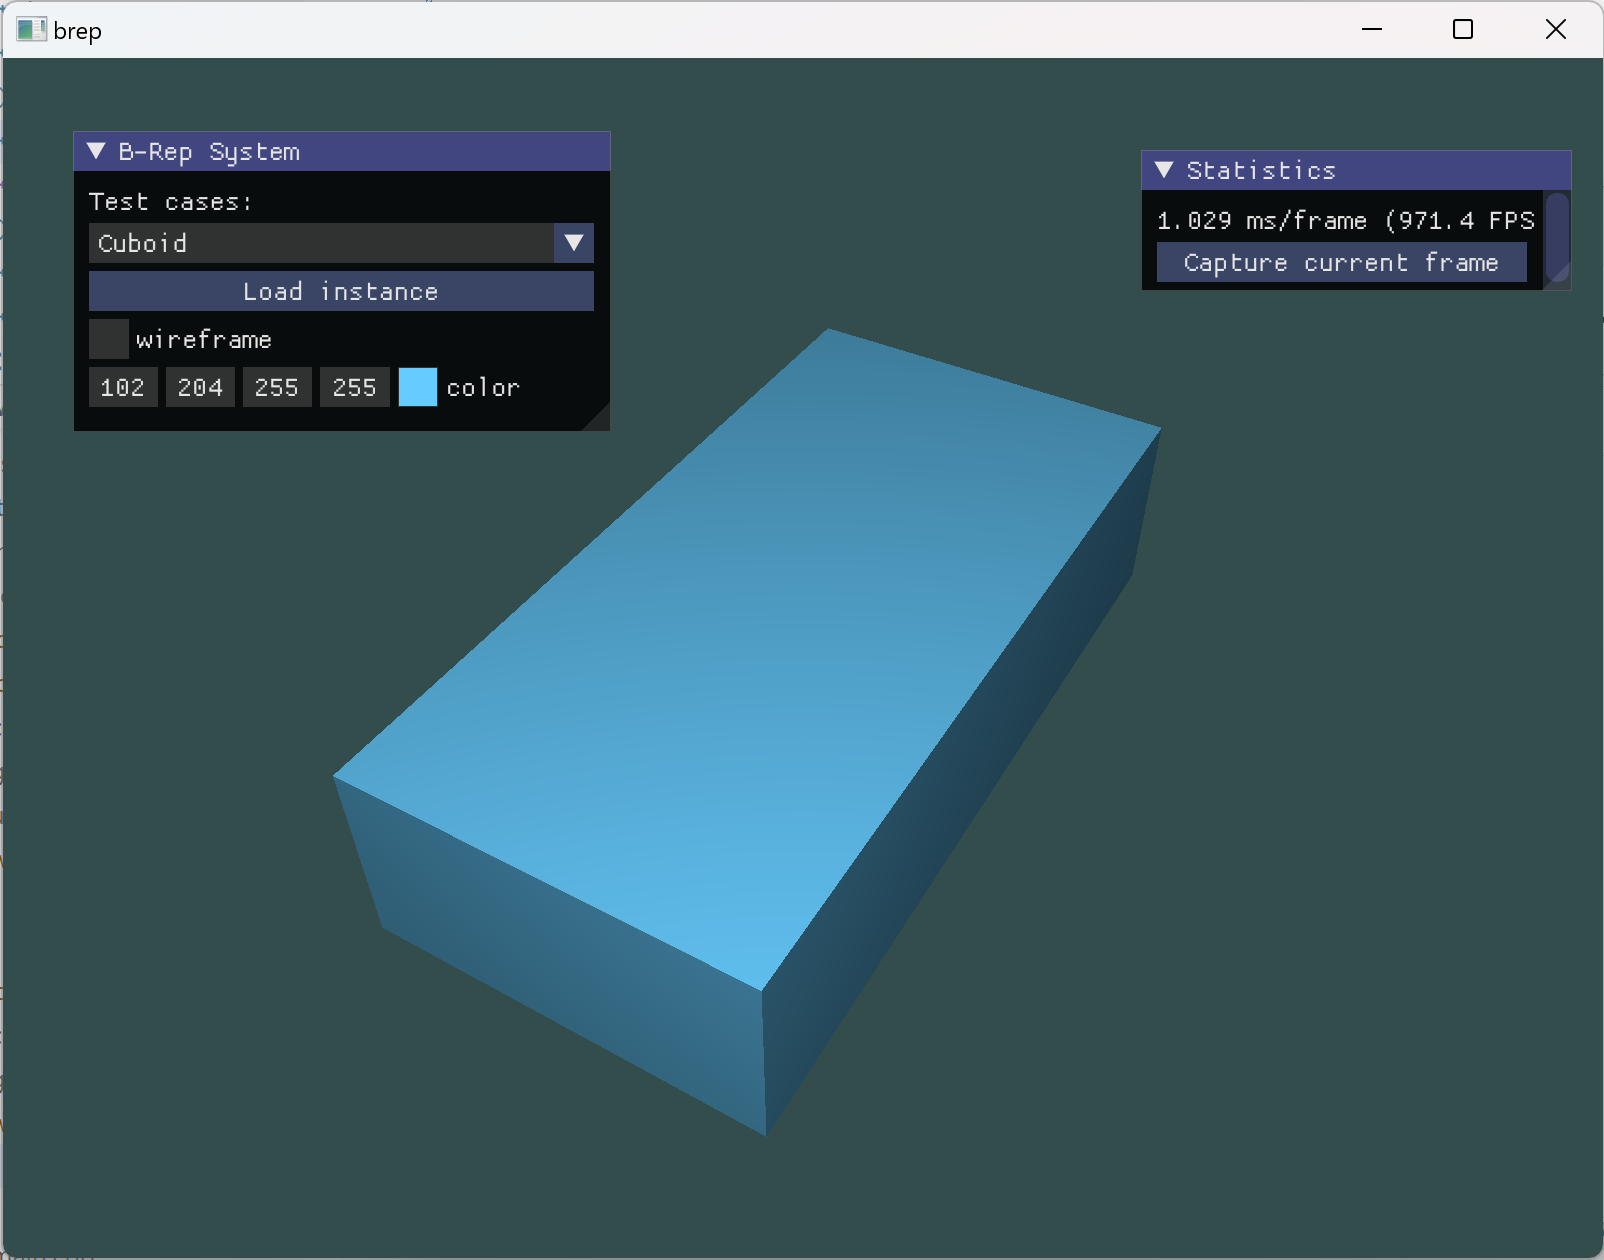 brep
B-Rep System
Test cases:
Cuboid
Load instance
wireframe
102 204 255 255 color
Statistics
1.029 ms/frame (971.4 FPS
Capture current frame